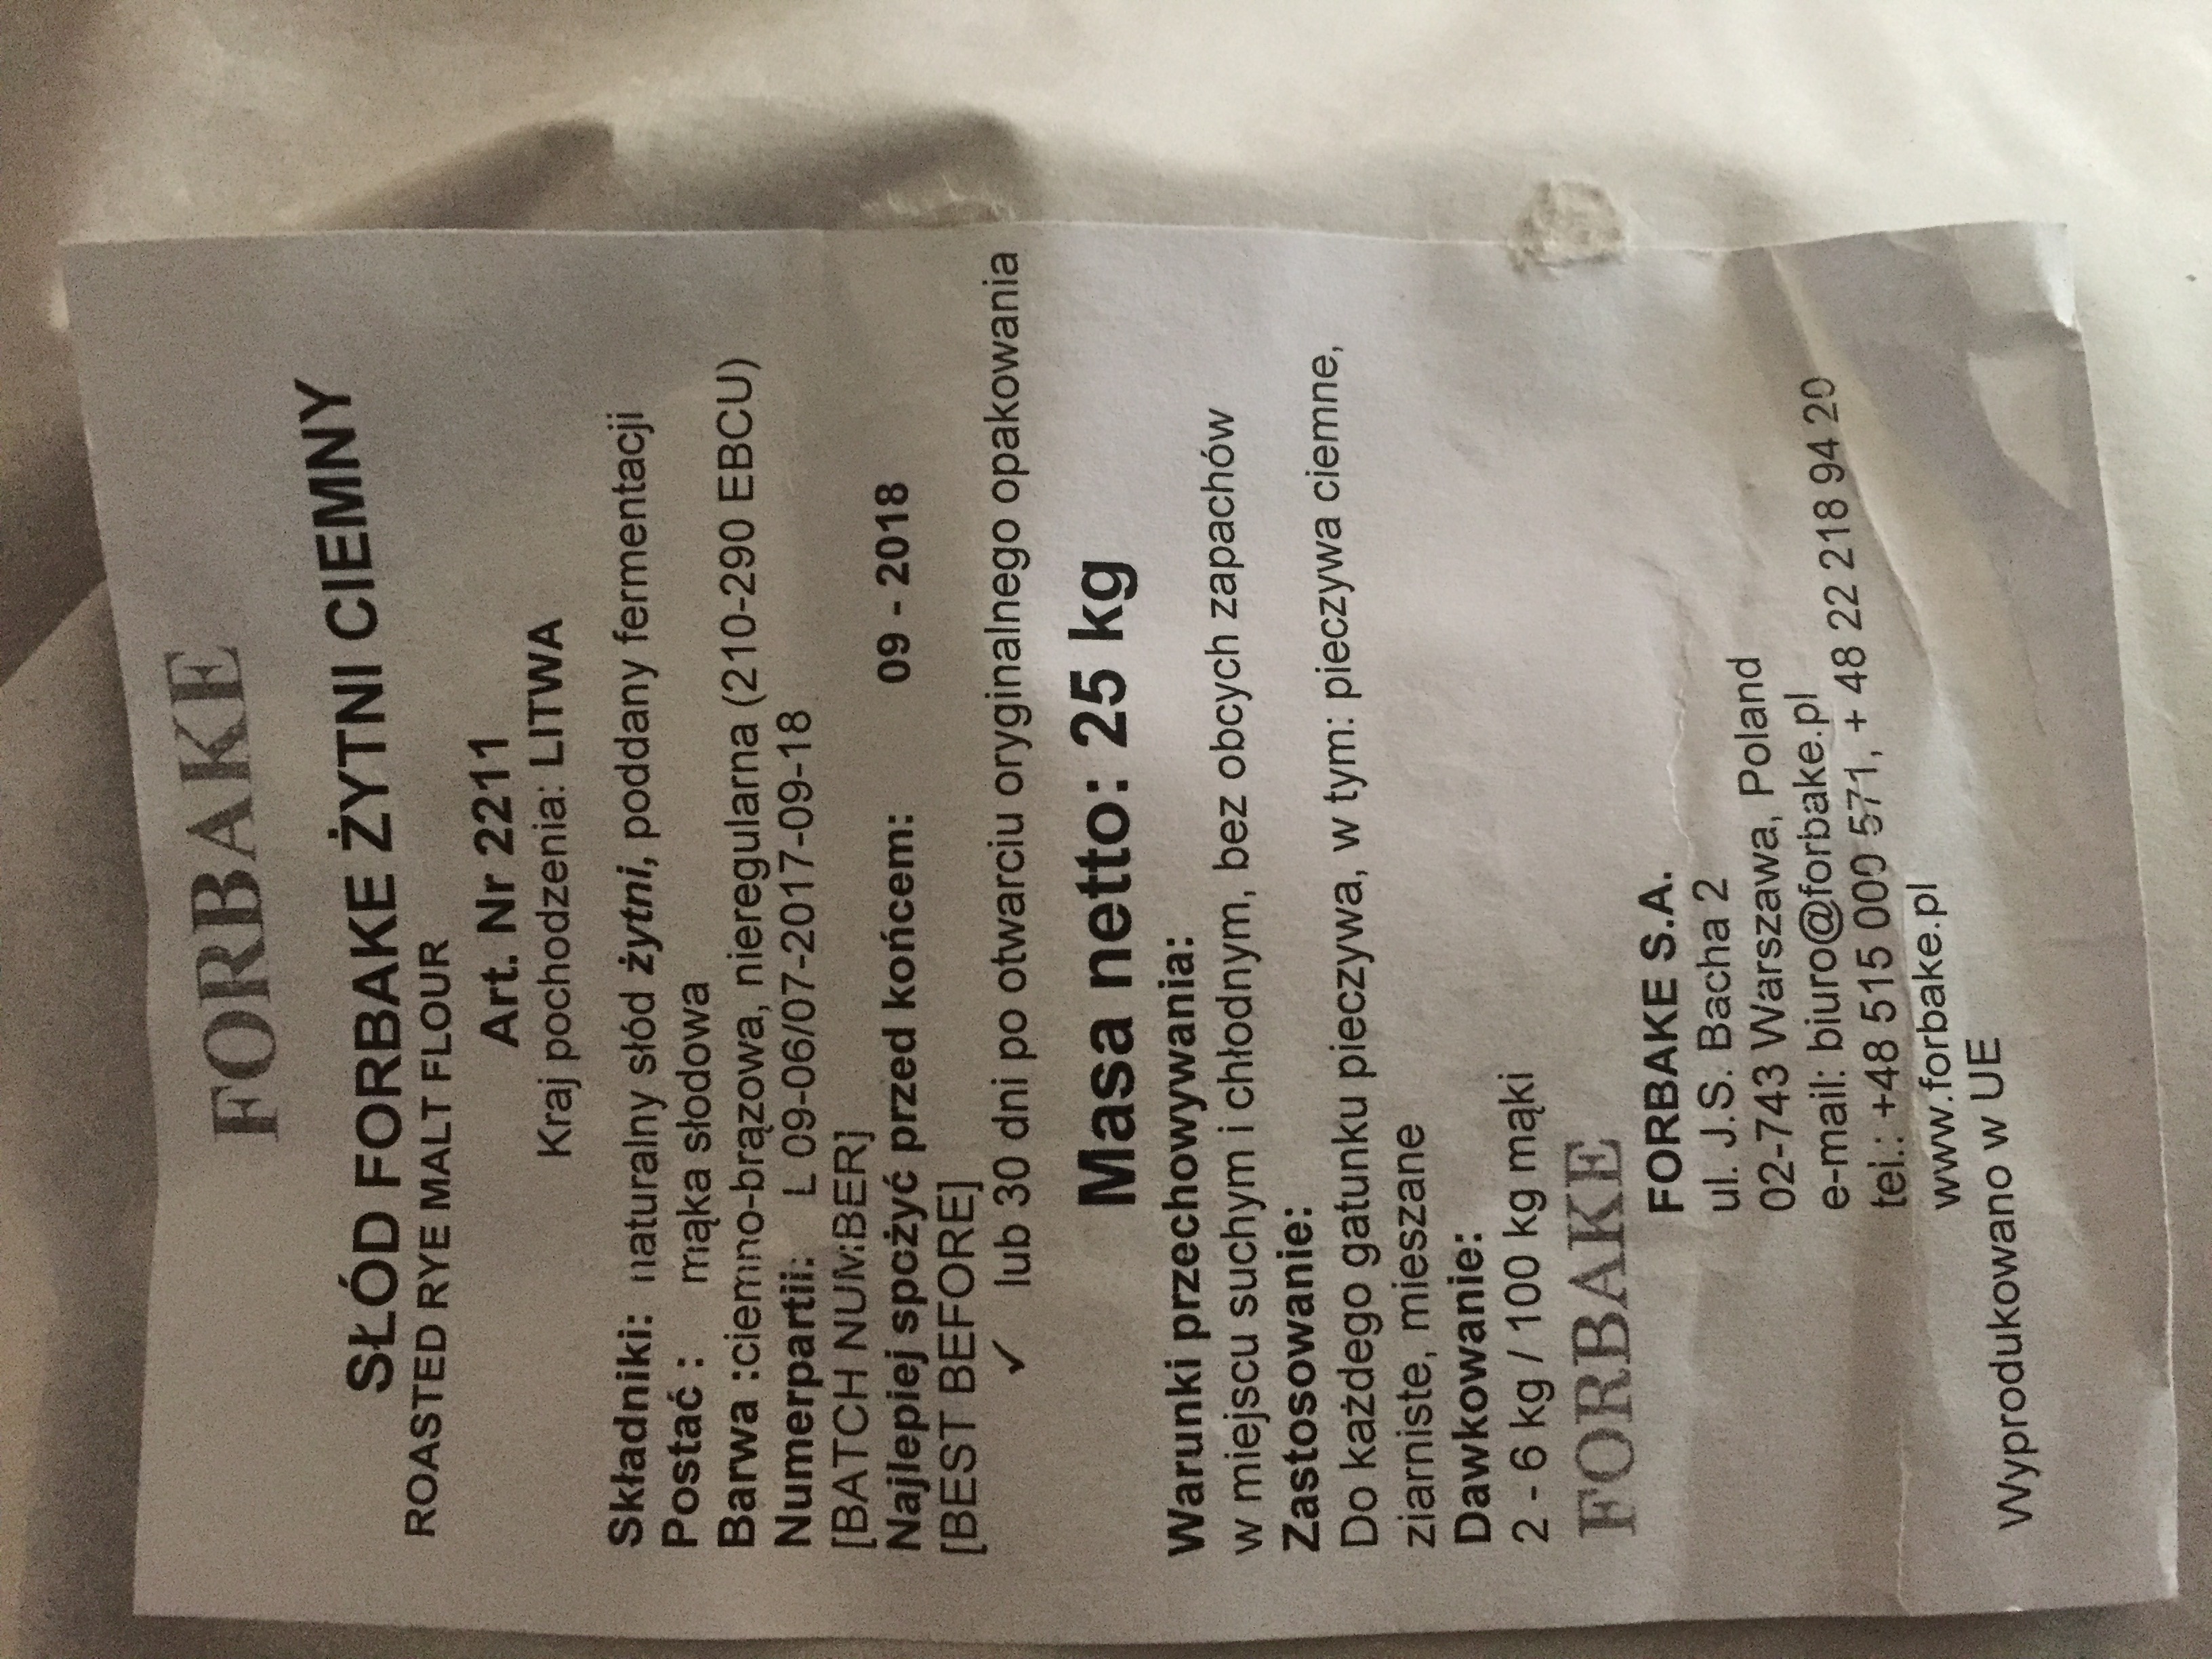 FORBAKE
SŁÓD FORBAKE ŻYTNI CIEMNY
ROASTED RYE MALT FLOUR
Art. Nr 2211
Kraj pochodzenia: LITWA
Składniki: naturalny słód żytni, poddany fermentacji
Postać : mąka słodowa
Barwa :ciemno-brązowa, nieregularna (210-290 EBCU)
Numerpartii: L 09-06/07-2017-09-18
[BATCH NUMBER]
Najlepiej spożyć przed końcem: 09 - 2018
[BEST BEFORE]
✓ lub 30 dni po otwarciu oryginalnego opakowania
Masa netto: 25 kg
Warunki przechowywania:
w miejscu suchym i chłodnym, bez obcych zapachów
Zastosowanie:
Do każdego gatunku pieczywa, w tym: pieczywa ciemne,
ziarniste, mieszane
Dawkowanie:
2 - 6 kg / 100 kg mąki
FORBAKE
FORBAKE S.A.
ul. J.S. Bacha 2
02-743 Warszawa, Poland
e-mail: biuro@forbake.pl
tel.: +48 515 000 571, + 48 22 218 94 20
www.forbake.pl
Wyprodukowano w UE